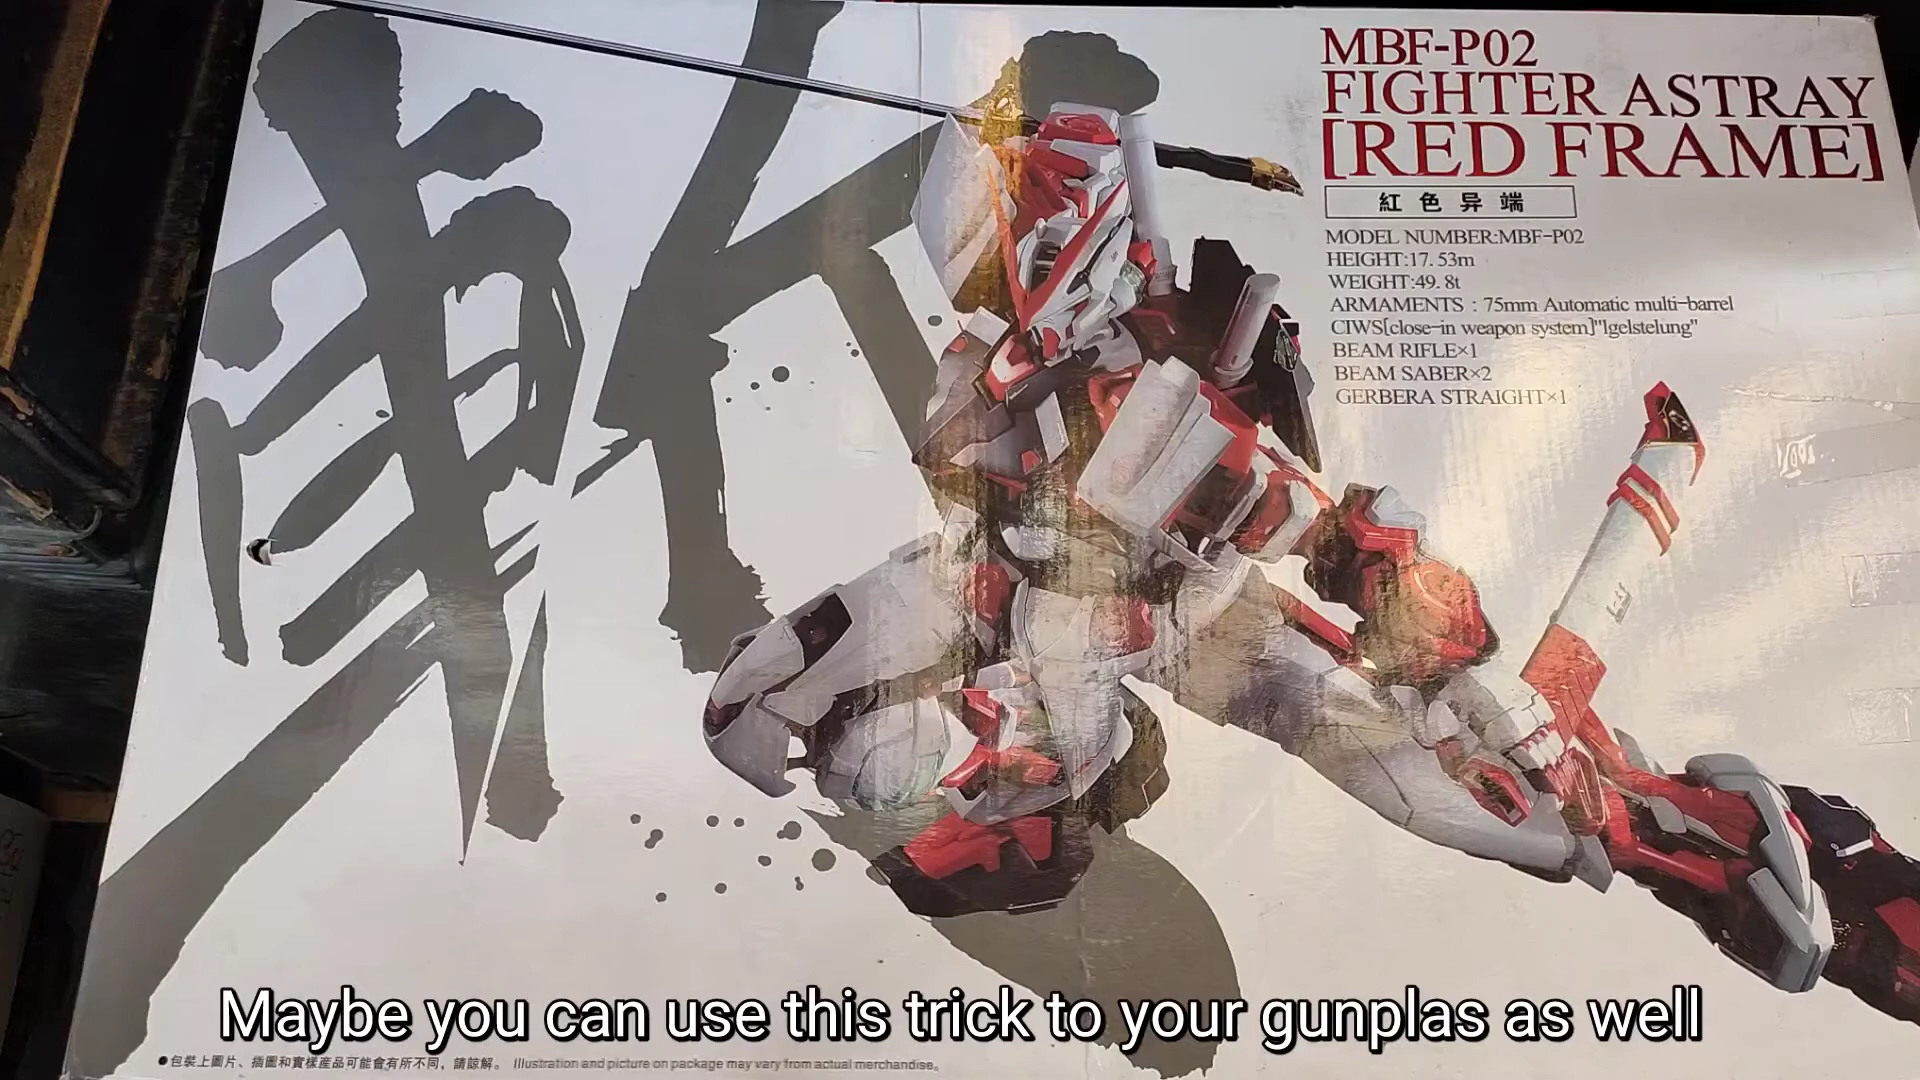 斬
MBF-P02
FIGHTER ASTRAY
[RED FRAME]
紅色异端
MODEL NUMBER:MBF-P02
HEIGHT:17.53m
WEIGHT:49.8t
ARMAMENTS : 75mm Automatic multi-barrel
CIWS[close-in weapon system]"lgelstelung"
BEAM RIFLE×1
BEAM SABER×2
GERBERA STRAIGHT×1
Maybe you can use this trick to your gunplas as well
●包裝上圖片、插圖和實樣産品可能會有所不同，請諒解。 Illustration and picture on package may vary from actual merchandise.